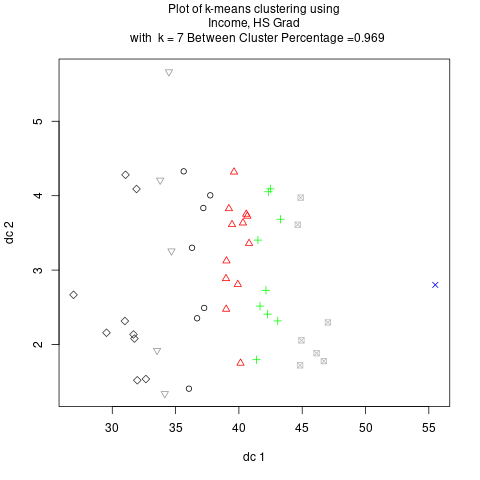 Plot of k-means clustering using
Income, HS Grad
with  k = 7 Between Cluster Percentage =0.969
5
4
3
2
dc 2
30 35 40 45 50 55
dc 1